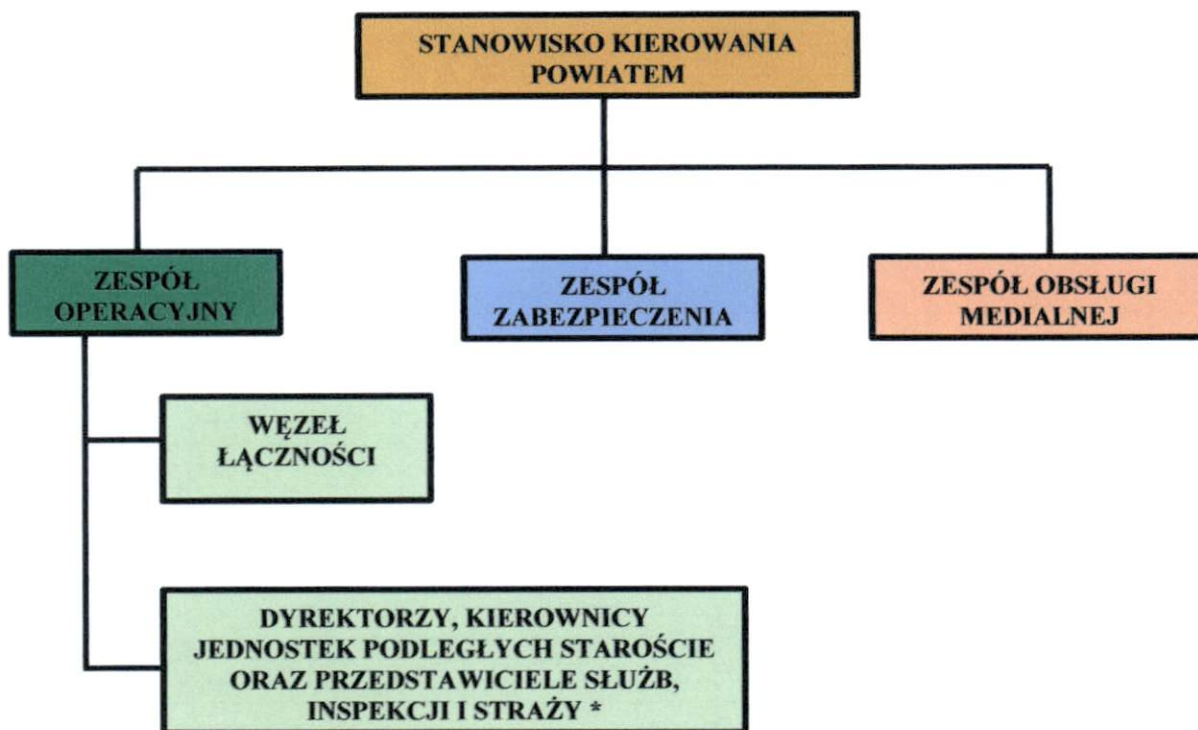 STANOWISKO KIEROWANIA
POWIATEM
ZESPÓŁ
OPERACYJNY
ZESPÓŁ
ZABEZPIECZENIA
ZESPÓŁ OBSŁUGI
MEDIALNEJ
WĘZEŁ
ŁĄCZNOŚCI
DYREKTORZY, KIEROWNICY
JEDNOSTEK PODLEGŁYCH STAROŚCIE
ORAZ PRZEDSTAWICIELE SŁUŻB,
INSPEKCJI I STRAŻY *